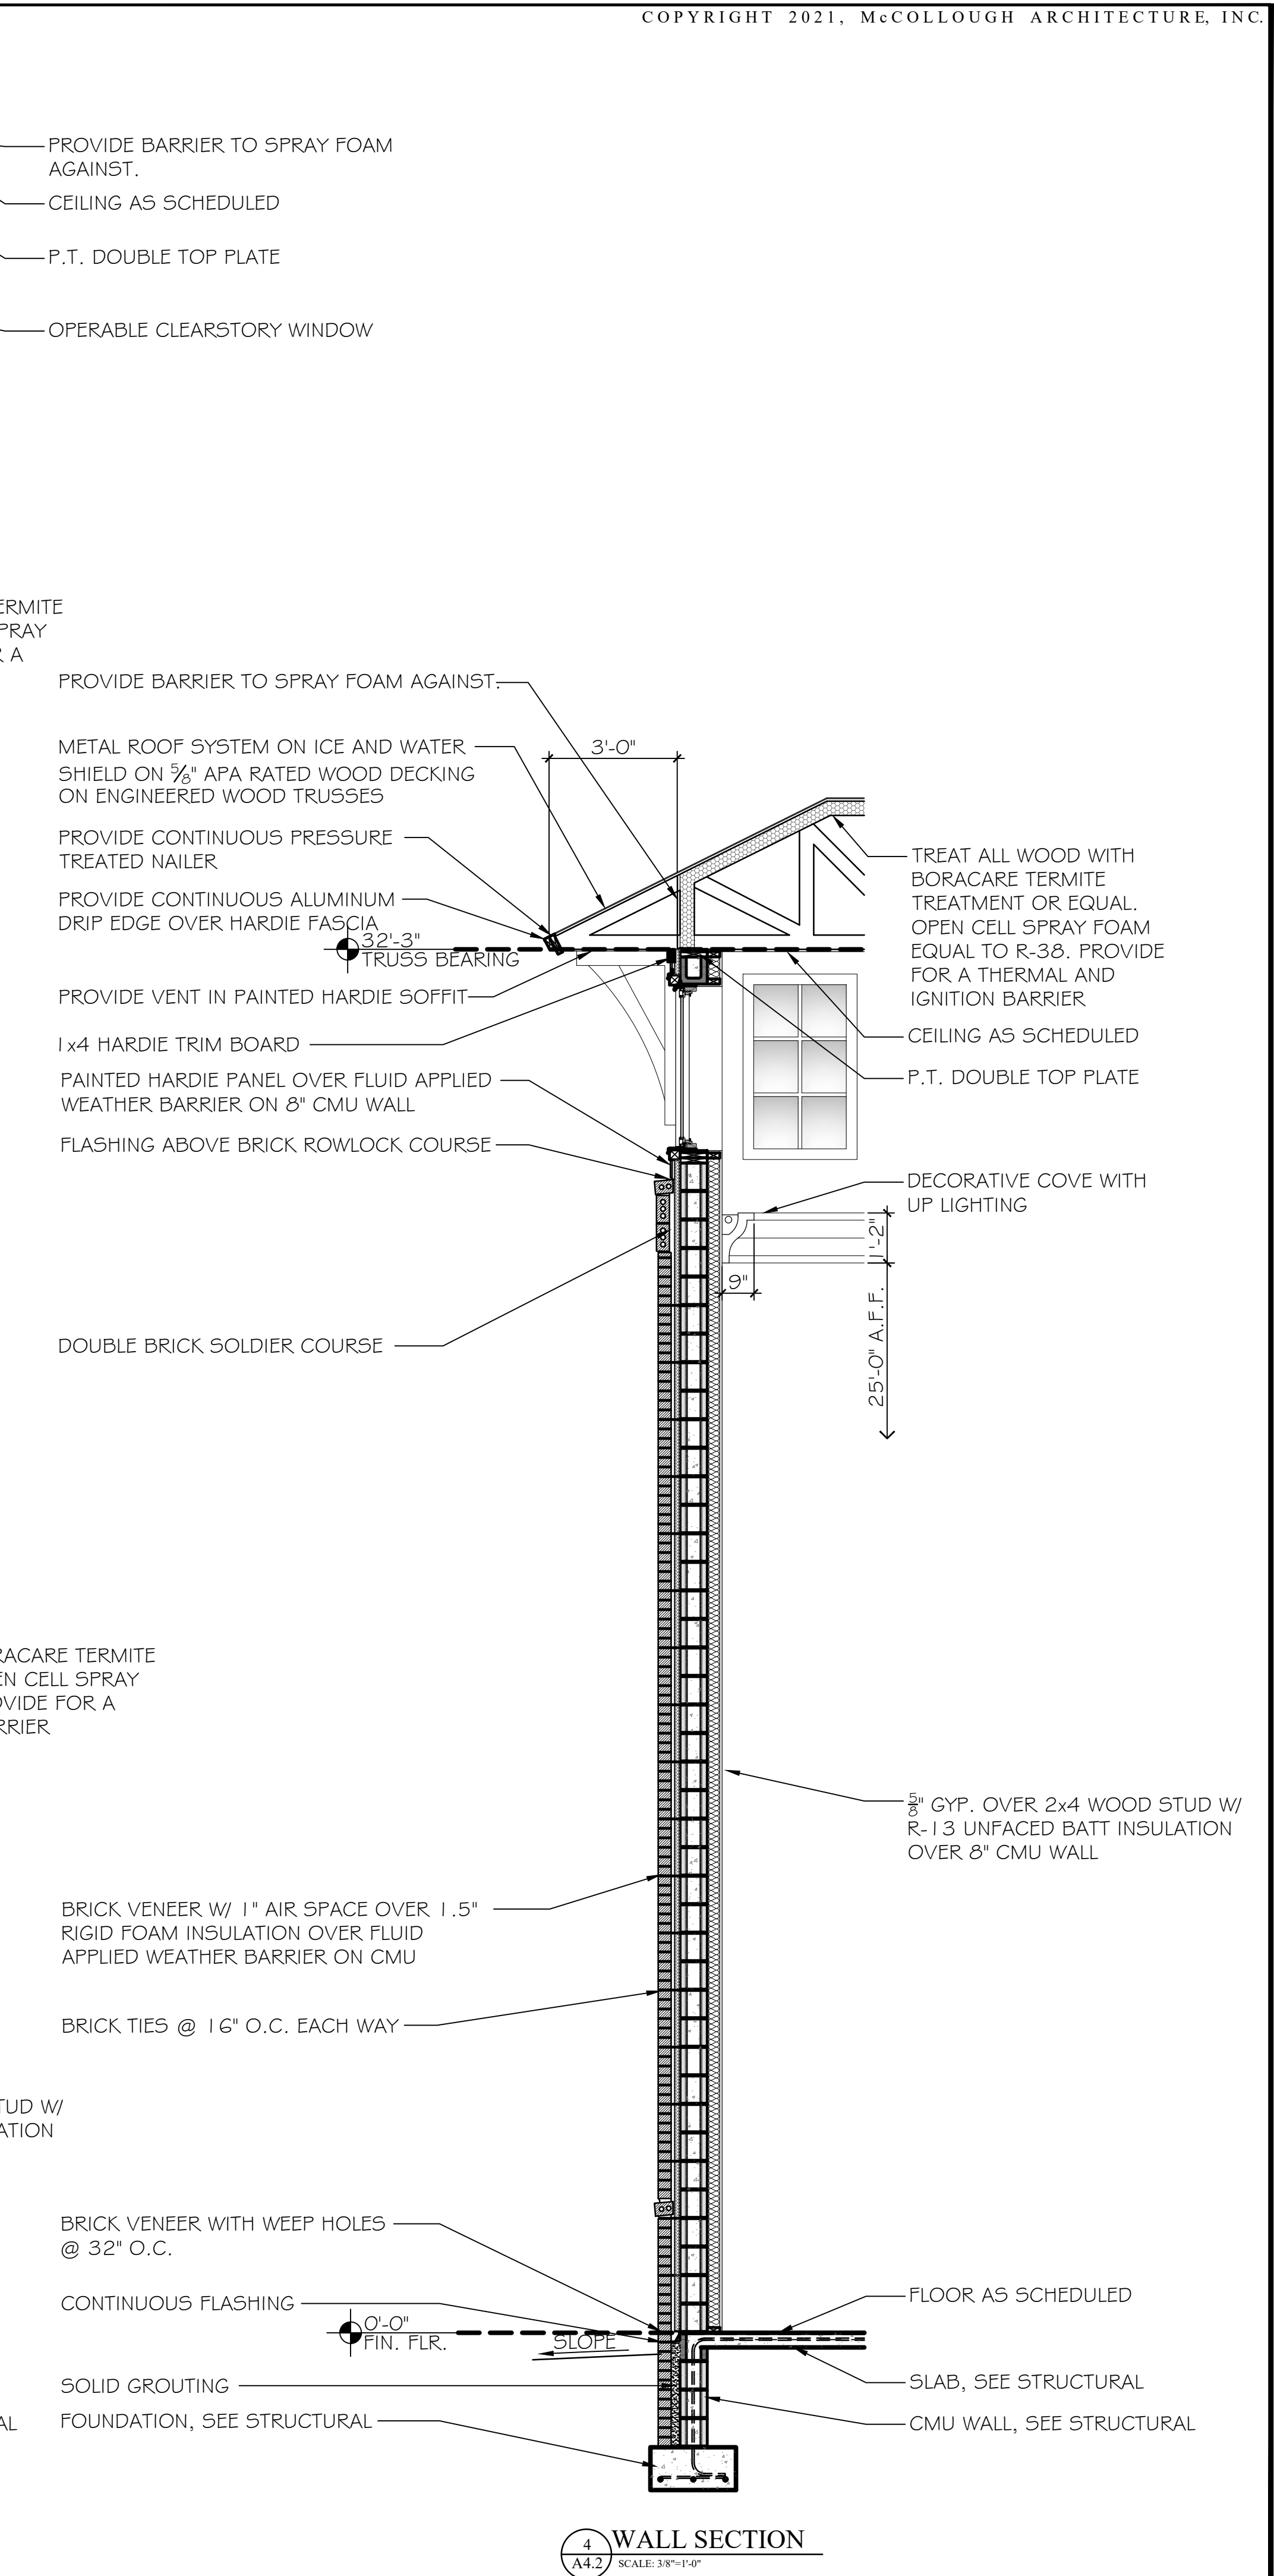 COPYRIGHT 2021, McCOLLOUGH ARCHITECTURE, INC.
PROVIDE BARRIER TO SPRAY FOAM
AGAINST.
CEILING AS SCHEDULED
P.T. DOUBLE TOP PLATE
OPERABLE CLEARSTORY WINDOW
ERMITE
PRAY
A
PROVIDE BARRIER TO SPRAY FOAM AGAINST.
METAL ROOF SYSTEM ON ICE AND WATER
SHIELD ON 5/8" APA RATED WOOD DECKING
ON ENGINEERED WOOD TRUSSES
3'-0"
PROVIDE CONTINUOUS PRESSURE
TREATED NAILER
PROVIDE CONTINUOUS ALUMINUM
DRIP EDGE OVER HARDIE FASCIA
32'-3"
TRUSS BEARING
PROVIDE VENT IN PAINTED HARDIE SOFFIT
1x4 HARDIE TRIM BOARD
PAINTED HARDIE PANEL OVER FLUID APPLIED
WEATHER BARRIER ON 8" CMU WALL
FLASHING ABOVE BRICK ROWLOCK COURSE
DOUBLE BRICK SOLDIER COURSE
TREAT ALL WOOD WITH
BORACARE TERMITE
TREATMENT OR EQUAL.
OPEN CELL SPRAY FOAM
EQUAL TO R-38. PROVIDE
FOR A THERMAL AND
IGNITION BARRIER
CEILING AS SCHEDULED
P.T. DOUBLE TOP PLATE
DECORATIVE COVE WITH
UP LIGHTING
1'-2"
9"
25'-0" A.F.F.
RACARE TERMITE
EN CELL SPRAY
OVIDE FOR A
RRIER
5/8" GYP. OVER 2x4 WOOD STUD W/
R-13 UNFACED BATT INSULATION
OVER 8" CMU WALL
BRICK VENEER W/ 1" AIR SPACE OVER 1.5"
RIGID FOAM INSULATION OVER FLUID
APPLIED WEATHER BARRIER ON CMU
BRICK TIES @ 16" O.C. EACH WAY
TUD W/
ATION
BRICK VENEER WITH WEEP HOLES
@ 32" O.C.
CONTINUOUS FLASHING
0'-0"
FIN. FLR.
SLOPE
SOLID GROUTING
AL
FOUNDATION, SEE STRUCTURAL
FLOOR AS SCHEDULED
SLAB, SEE STRUCTURAL
CMU WALL, SEE STRUCTURAL
4
A4.2
WALL SECTION
SCALE: 3/8"=1'-0"